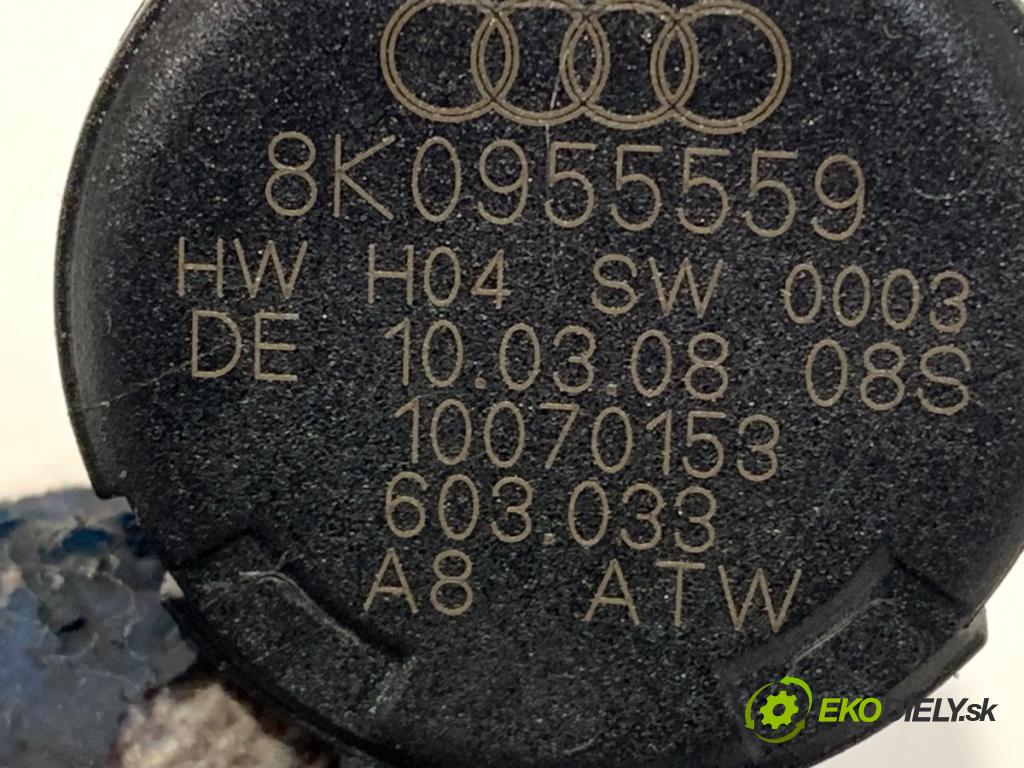 8K0955559
HW H04 SW 0003
DE 10.03.08 08S
10070153
603.033
A8 ATW
EKODIELY.sk